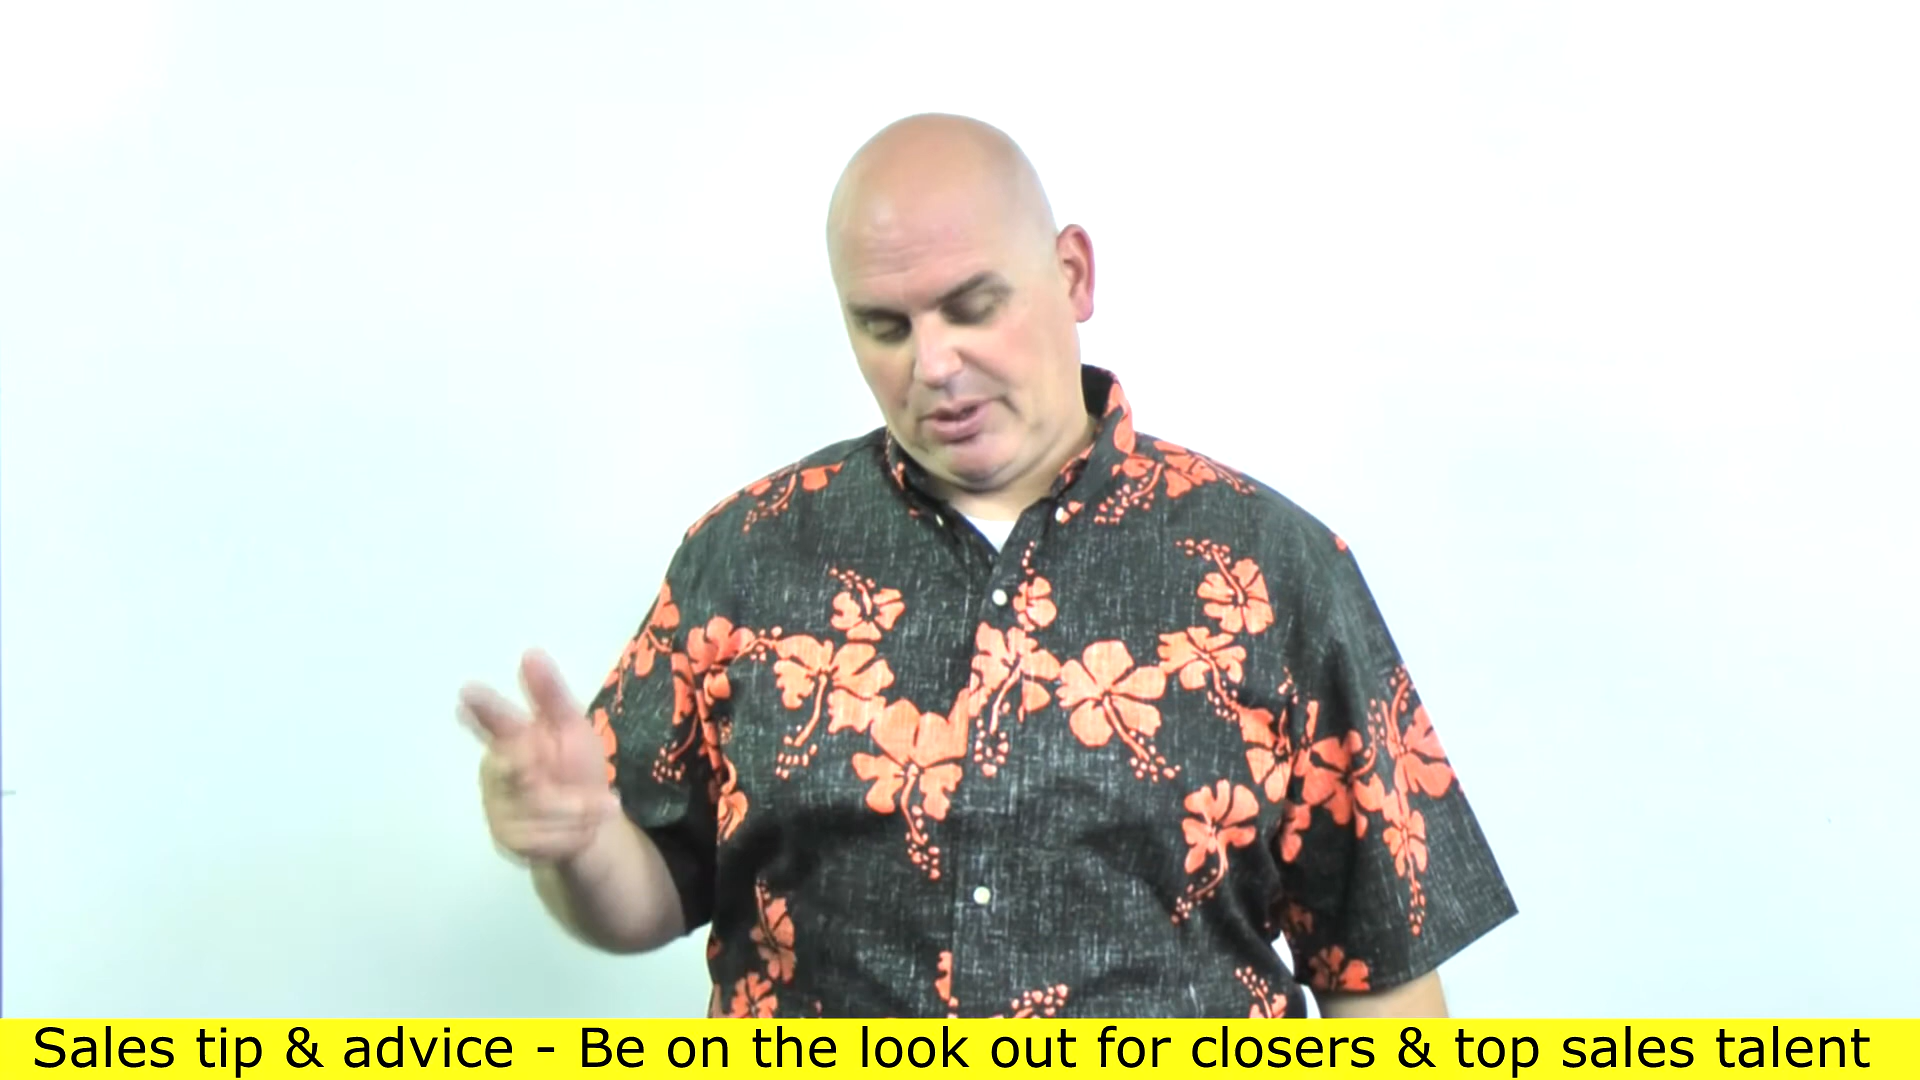 Sales tip & advice - Be on the look out for closers & top sales talent